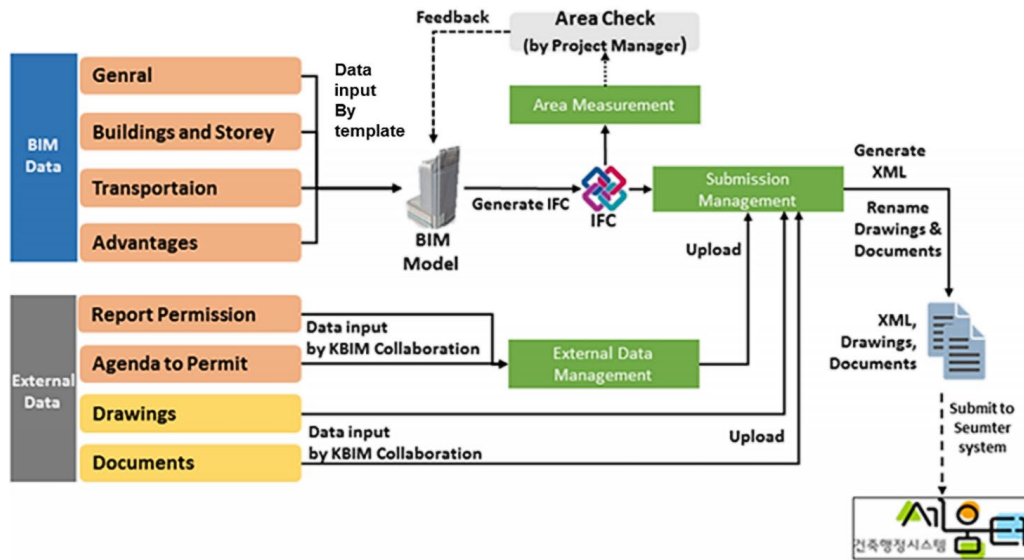 Feedback
Area Check
(by Project Manager)
Genral
Data
input
By
template
Area Measurement
Buildings and Storey
BIM
Data
Generate
XML
Transportaion
Submission
Management
Generate IFC
IFC
Rename
Drawings &
Documents
Advantages
BIM
Model
Upload
Report Permission
Data input
by KBIM Collaboration
XML,
Drawings,
Documents
External Data
Management
Agenda to Permit
External
Data
Drawings
Data input
by KBIM Collaboration
Upload
Submit to
Seumter
system
Documents
세움터
건축행정시스템